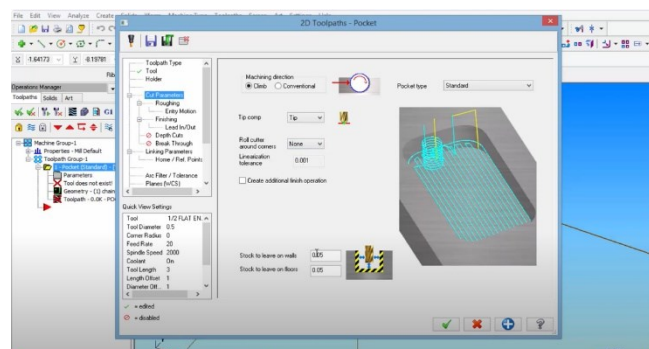 File Edit View Analyze Create
2D Toolpaths - Pocket
X -1.64173 Y -8.19781
Operations Manager
Toolpaths Solids Art
Machine Group-1
Properties - Mill Default
Toolpath Group-1
1 - Pocket (Standard) -
Parameters
Tool does not exist!
Geometry - (1) chain
Toolpath - 0.0K - PO
Toolpath Type
Tool
Holder
Cut Parameters
Roughing
Entry Motion
Finishing
Lead In/Out
Depth Cuts
Break Through
Linking Parameters
Home / Ref. Points
Arc Filter / Tolerance
Planes (WCS)
Quick View Settings
Tool 1/2 FLAT EN
Tool Diameter 0.5
Corner Radius 0
Feed Rate 20
Spindle Speed 2000
Coolant On
Tool Length 3
Length Offset 1
Diameter Off... 1
= edited
= disabled
Machining direction
Climb Conventional
Pocket type Standard
Tip comp Tip
Roll cutter
around corners None
Linearization
tolerance 0.001
Create additional finish operation
Stock to leave on walls 0.05
Stock to leave on floors 0.05